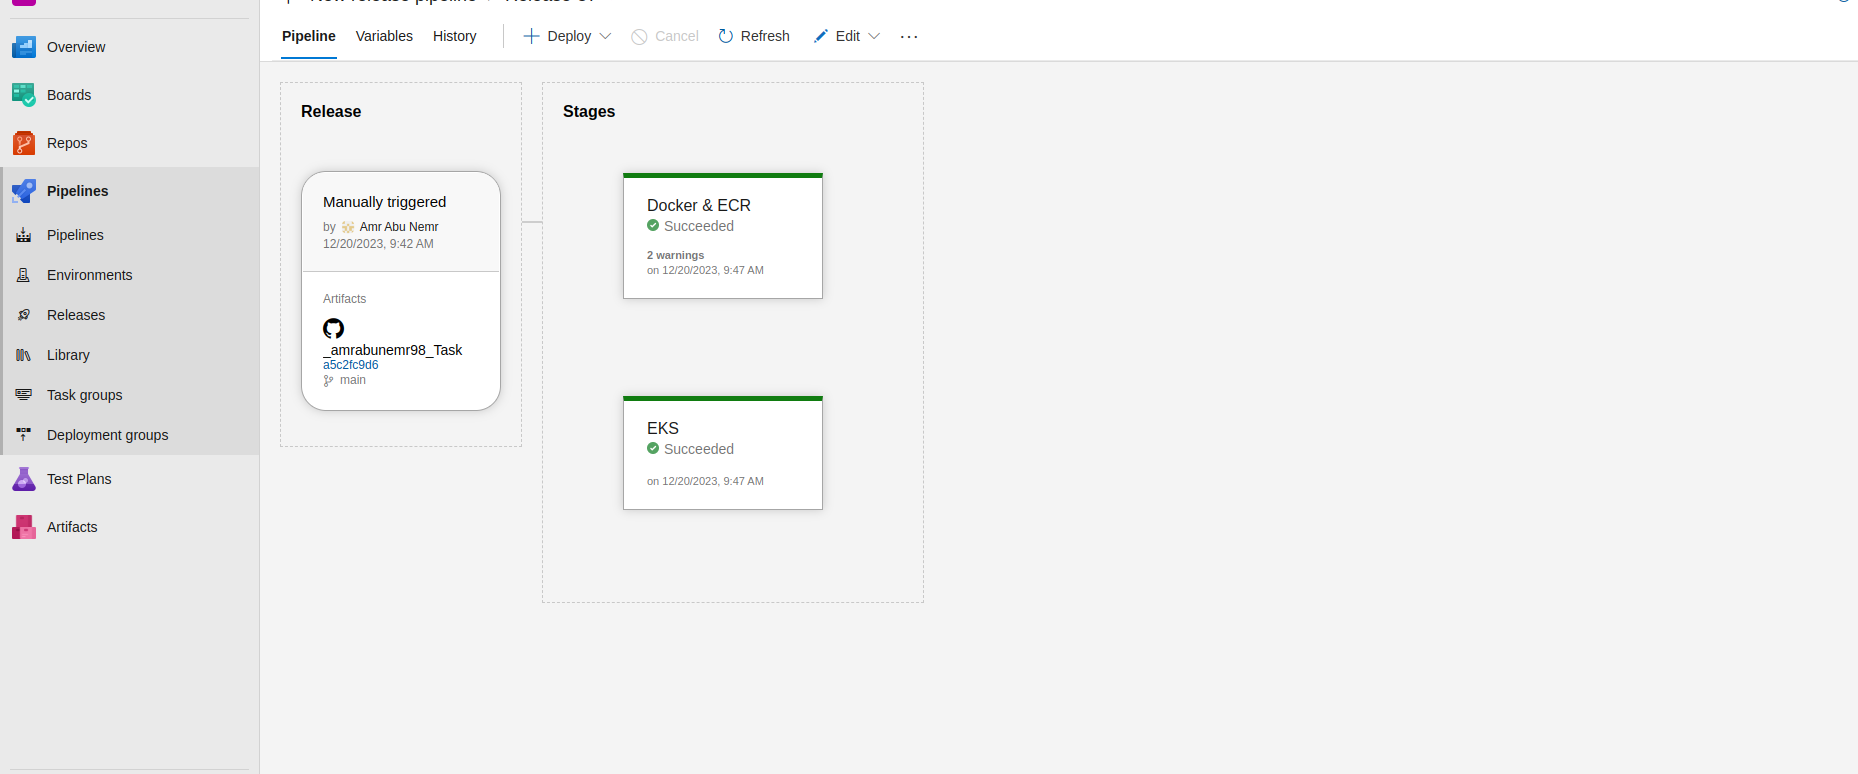 Overview
Boards
Repos
Pipelines
Pipelines
Environments
Releases
Library
Task groups
Deployment groups
Test Plans
Artifacts
New release pipeline
Pipeline Variables History Deploy Cancel Refresh Edit ...
Release
Manually triggered
by Amr Abu Nemr
12/20/2023, 9:42 AM
Artifacts
_amrabunemr98_Task
a5c2fc9d6
main
Stages
Docker & ECR
Succeeded
2 warnings
on 12/20/2023, 9:47 AM
EKS
Succeeded
on 12/20/2023, 9:47 AM